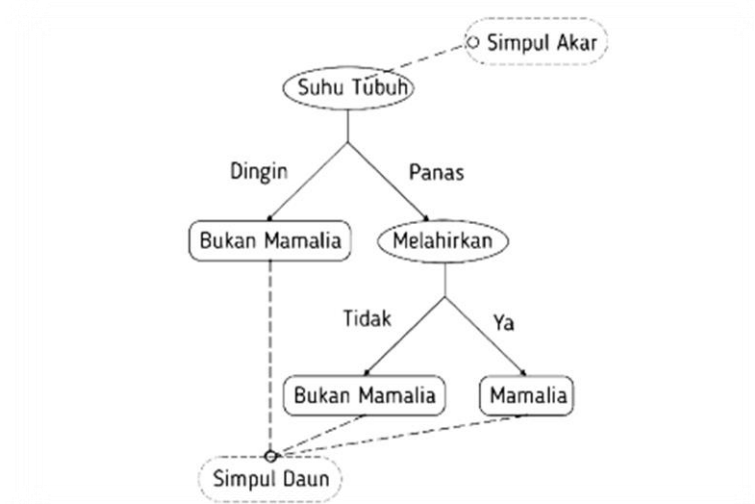 Simpul Akar
Suhu Tubuh
Dingin
Panas
Bukan Mamalia
Melahirkan
Tidak
Ya
Bukan Mamalia
Mamalia
Simpul Daun